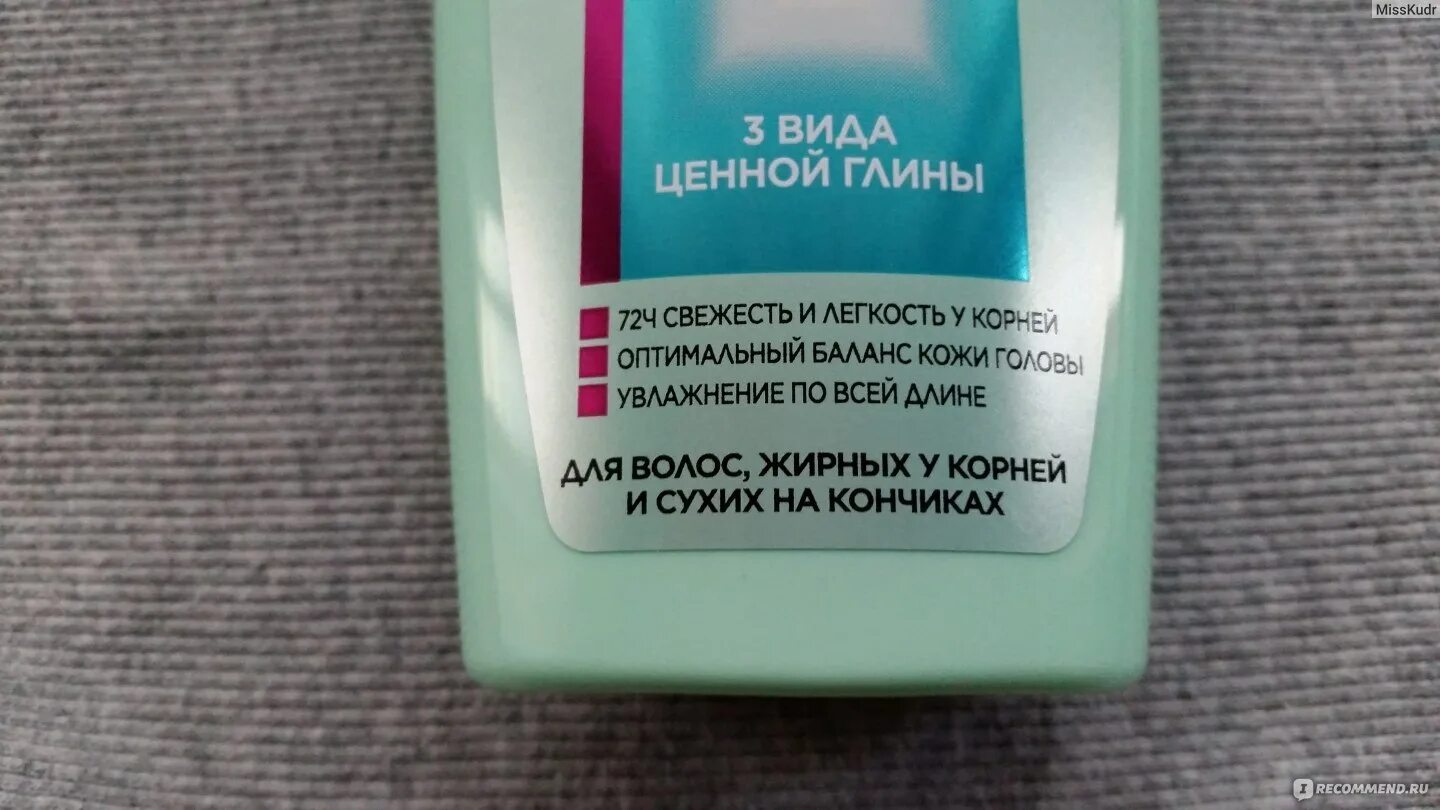 MissKudr
3 ВИДА
ЦЕННОЙ ГЛИНЫ
72Ч СВЕЖЕСТЬ И ЛЕГКОСТЬ У КОРНЕЙ
ОПТИМАЛЬНЫЙ БАЛАНС КОЖИ ГОЛОВЫ
УВЛАЖНЕНИЕ ПО ВСЕЙ ДЛИНЕ
ДЛЯ ВОЛОС, ЖИРНЫХ У КОРНЕЙ
И СУХИХ НА КОНЧИКАХ
IRECOMMEND.RU